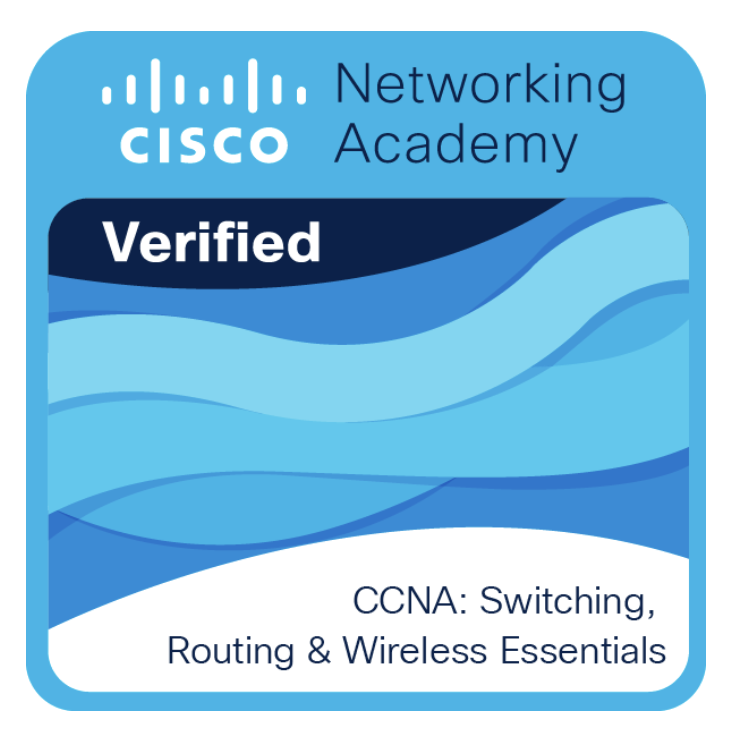 Networking
CISCO Academy
Verified
CCNA: Switching,
Routing & Wireless Essentials